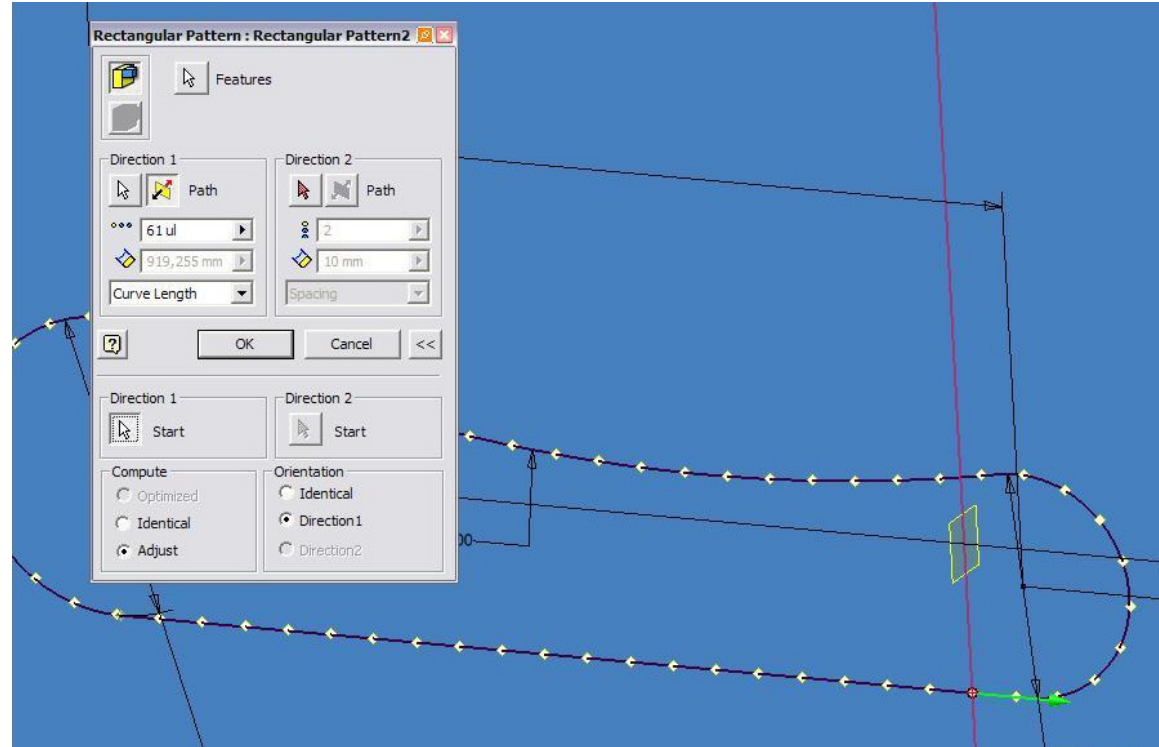 Rectangular Pattern : Rectangular Pattern2
Features
Direction 1
Direction 2
Path
Path
61 ul
2
919,255 mm
10 mm
Curve Length
Spacing
OK
Cancel
<<
Direction 1
Direction 2
Start
Start
Compute
Orientation
Optimized
Identical
Identical
Direction1
Adjust
Direction2
00